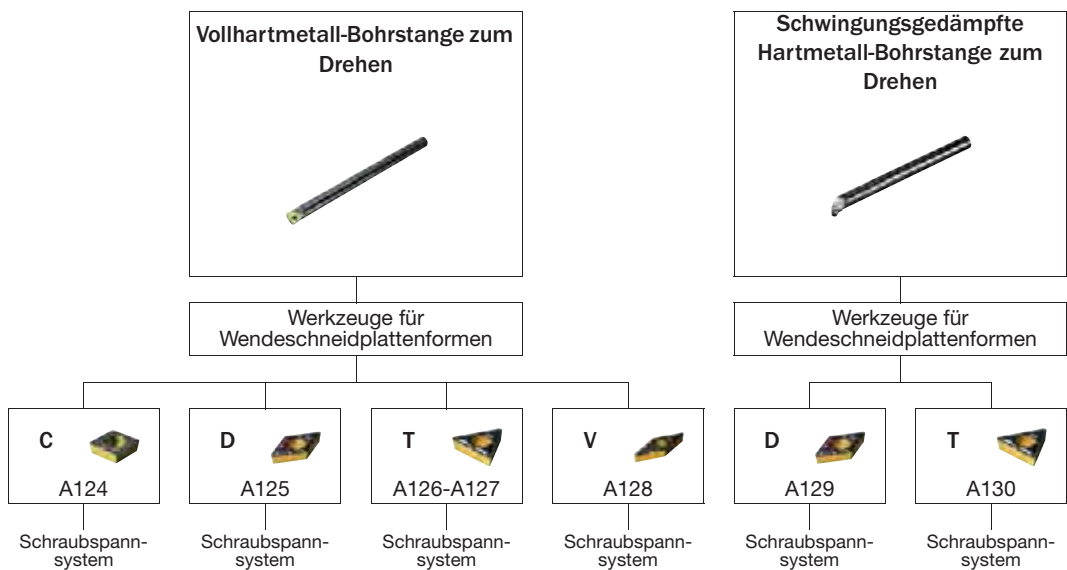 Vollhartmetall-Bohrstange zum
Drehen
Schwingungsgedämpfte
Hartmetall-Bohrstange zum
Drehen
Werkzeuge für
Wendeschneidplattenformen
Werkzeuge für
Wendeschneidplattenformen
C
A124
D
A125
T
A126-A127
V
A128
D
A129
T
A130
Schraubspann-
system
Schraubspann-
system
Schraubspann-
system
Schraubspann-
system
Schraubspann-
system
Schraubspann-
system